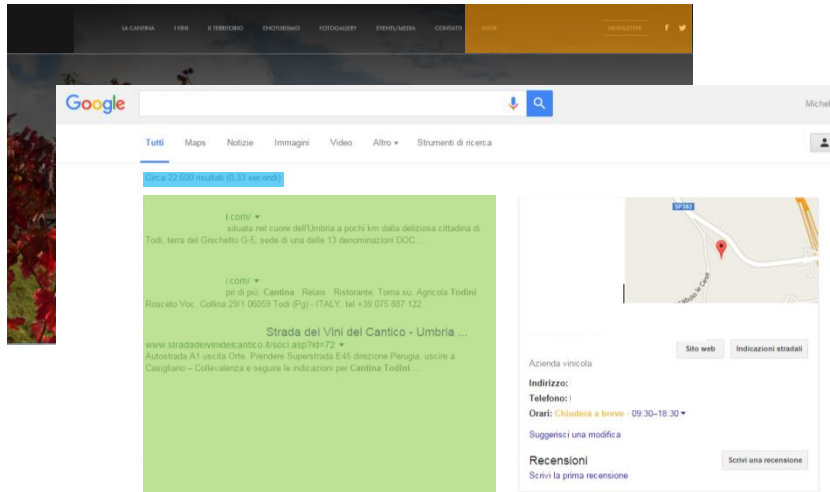 LA CANTINA I VINI IL TERRITORIO ENOTURISMO FOTOGALLERY EVENTI/MEDIA CONTATTI SHOP NEWSLETTER
Google
Michel
Tutti Maps Notizie Immagini Video Altro Strumenti di ricerca
Circa 22.600 risultati (0,33 secondi)
i.com/
situata nel cuore dell'Umbria a pochi km dalla deliziosa cittadina di
Todi, terra del Grechetto G-5, sede di una delle 13 denominazioni DOC...
i.com/
pri di più. Cantina · Relais · Ristorante. Torna su. Agricola Todini
Rosceto Voc. Collina 29/1 06059 Todi (Pg) - ITALY. tel +39 075 887 122
Strada dei Vini del Cantico - Umbria ...
www.stradadeivinidelcantico.it/soci.asp?id=72
Autostrada A1 uscita Orte. Prendere Superstrada E45 direzione Perugia, uscire a
Casigliano – Collevalenza e seguire le indicazioni per Cantina Todini ...
SP383
Sito web Indicazioni stradali
Azienda vinicola
Indirizzo:
Telefono:
Orari: Chiuderà a breve · 09:30–18:30
Suggerisci una modifica
Recensioni
Scrivi una recensione
Scrivi la prima recensione